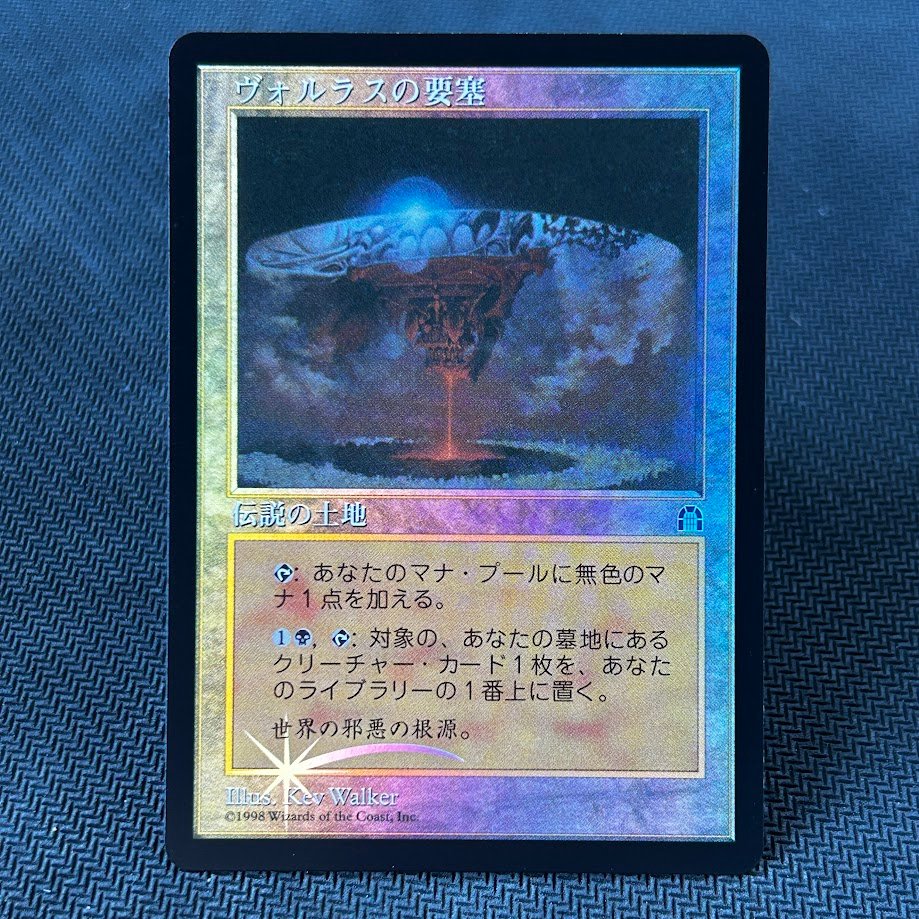 ヴォルラスの要塞
伝説の土地
: あなたのマナ・プールに無色のマ
ナ1点を加える。
1 , : 対象の、あなたの墓地にある
クリーチャー・カード1枚を、あなた
のライブラリーの1番上に置く。
世界の邪悪の根源。
Illus. Kev Walker
©1998 Wizards of the Coast, Inc.